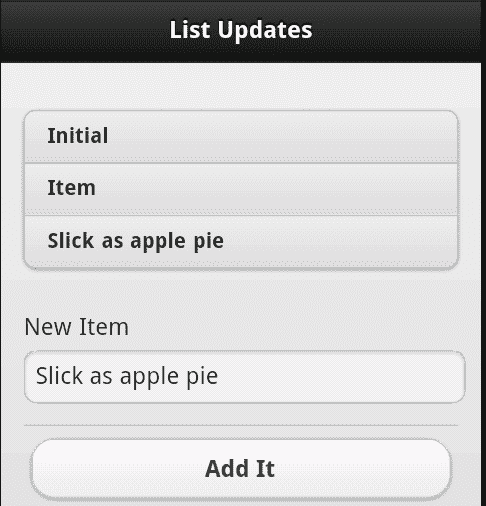 List Updates
Initial
Item
Slick as apple pie
New Item
Slick as apple pie
Add It